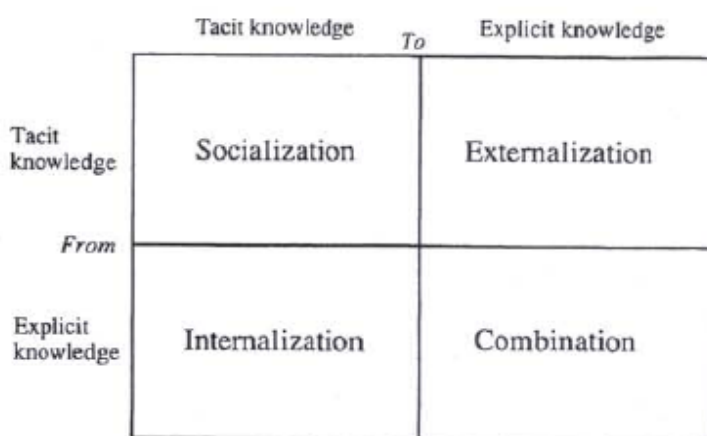 Tacit knowledge To Explicit knowledge
Tacit
knowledge
Socialization Externalization
From
Explicit
knowledge
Internalization Combination